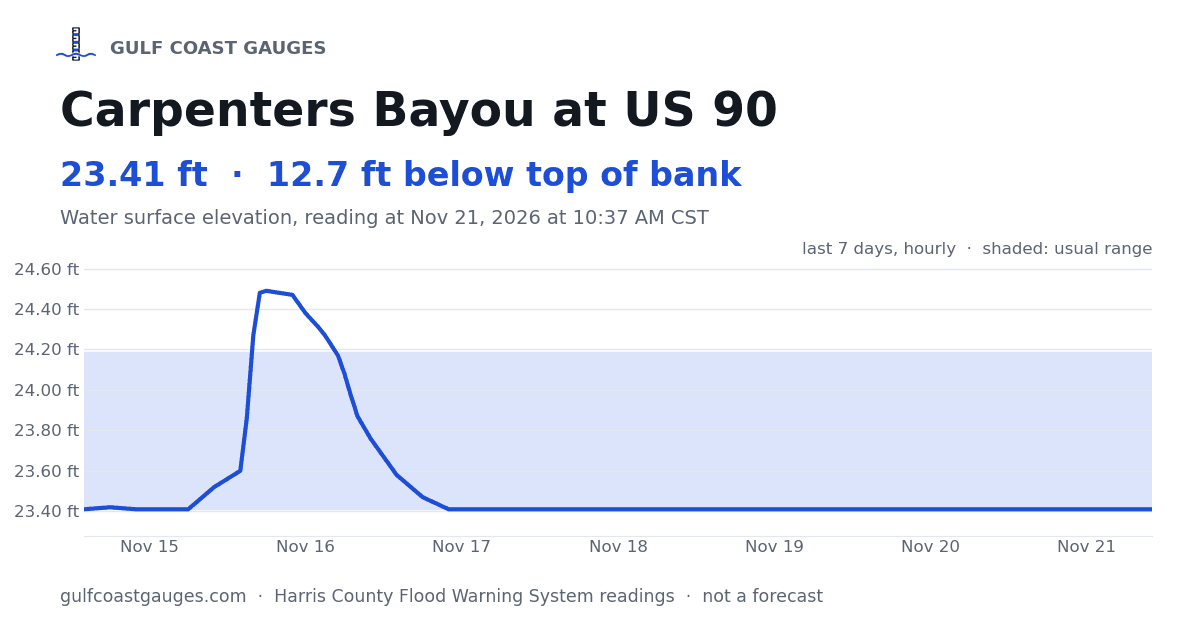 GULF COAST GAUGES
Carpenters Bayou at US 90
23.41 ft · 12.7 ft below top of bank
Water surface elevation, reading at Nov 21, 2026 at 10:37 AM CST
last 7 days, hourly · shaded: usual range
24.60 ft
24.40 ft
24.20 ft
24.00 ft
23.80 ft
23.60 ft
23.40 ft
Nov 15 Nov 16 Nov 17 Nov 18 Nov 19 Nov 20 Nov 21
gulfcoastgauges.com · Harris County Flood Warning System readings · not a forecast